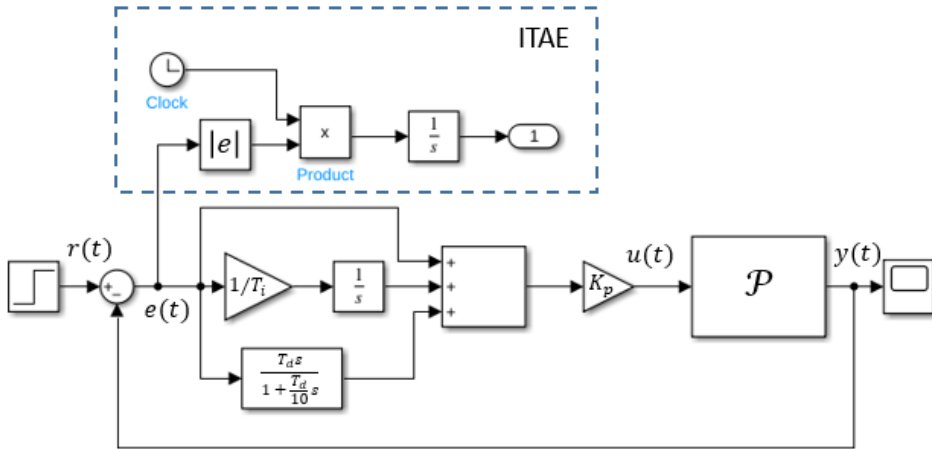 ITAE
Clock
|e|
x
1/s
1
Product
r(t)
+
−
e(t)
1/T_i
1/s
+
+
+
K_p
u(t)
𝒫
y(t)
T_d s
1 + T_d/10 s